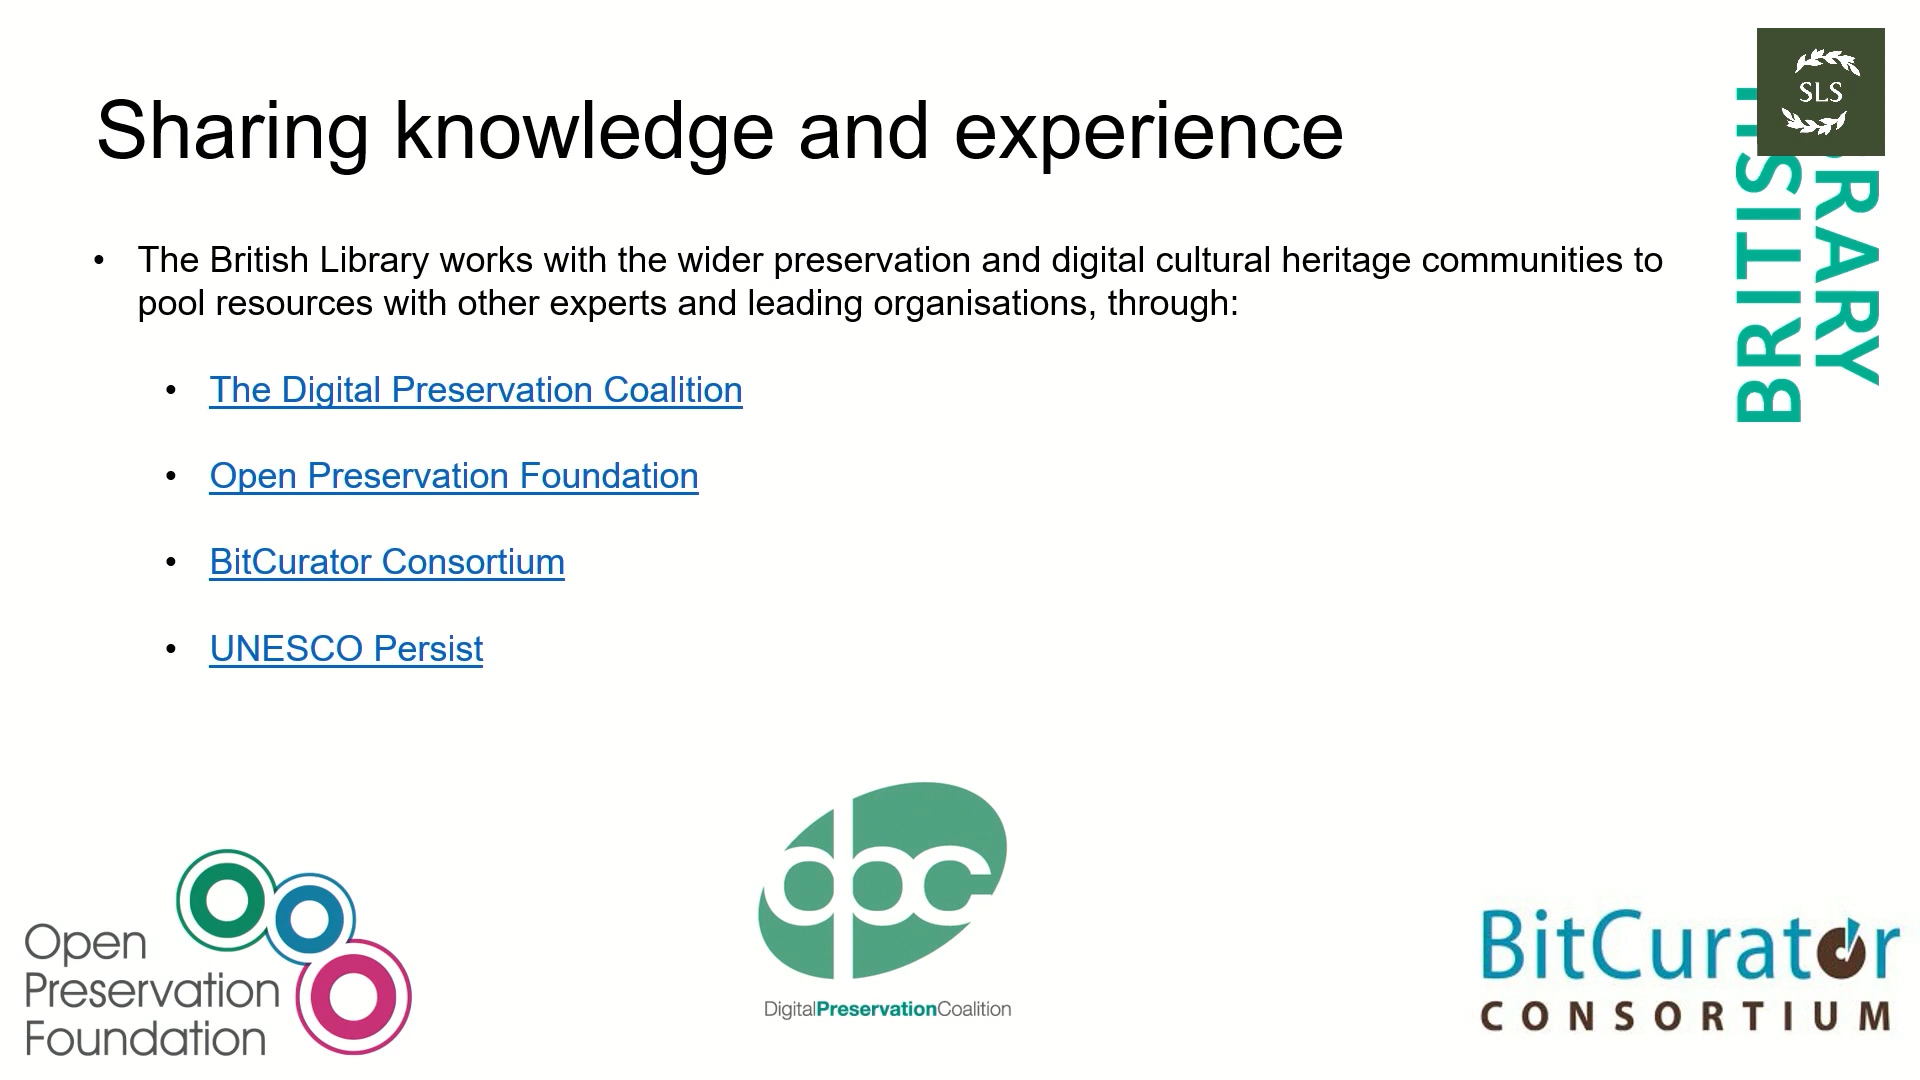 Sharing knowledge and experience
SLS
BRITISH
RARY
• The British Library works with the wider preservation and digital cultural heritage communities to
pool resources with other experts and leading organisations, through:
• The Digital Preservation Coalition
• Open Preservation Foundation
• BitCurator Consortium
• UNESCO Persist
dpc
DigitalPreservationCoalition
Open
Preservation
Foundation
BitCurator
CONSORTIUM